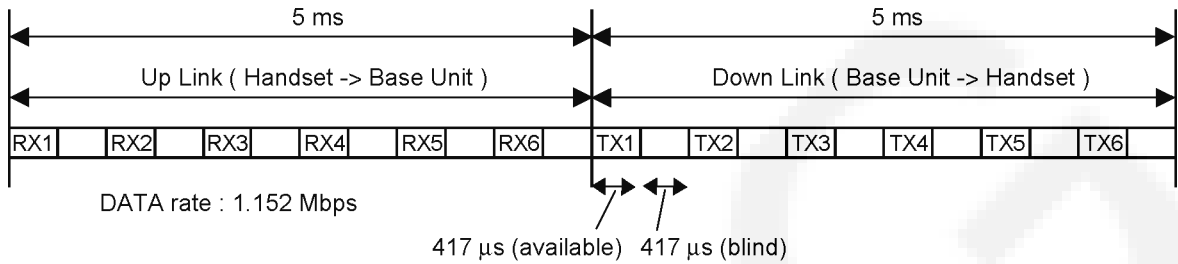 5 ms 5 ms
Up Link ( Handset -> Base Unit ) Down Link ( Base Unit -> Handset )
RX1 RX2 RX3 RX4 RX5 RX6 TX1 TX2 TX3 TX4 TX5 TX6
DATA rate : 1.152 Mbps
417 μs (available) 417 μs (blind)